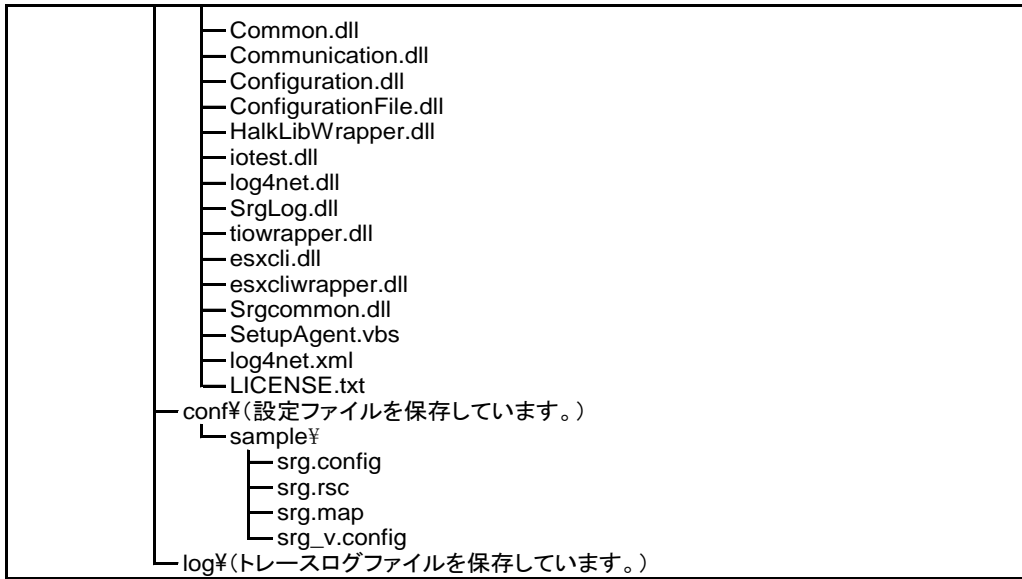 Common.dll
Communication.dll
Configuration.dll
ConfigurationFile.dll
HalkLibWrapper.dll
iotest.dll
log4net.dll
SrgLog.dll
tiowrapper.dll
esxcli.dll
esxcliwrapper.dll
Srgcommon.dll
SetupAgent.vbs
log4net.xml
LICENSE.txt
conf¥(設定ファイルを保存しています。)
sample¥
srg.config
srg.rsc
srg.map
srg_v.config
log¥(トレースログファイルを保存しています。)